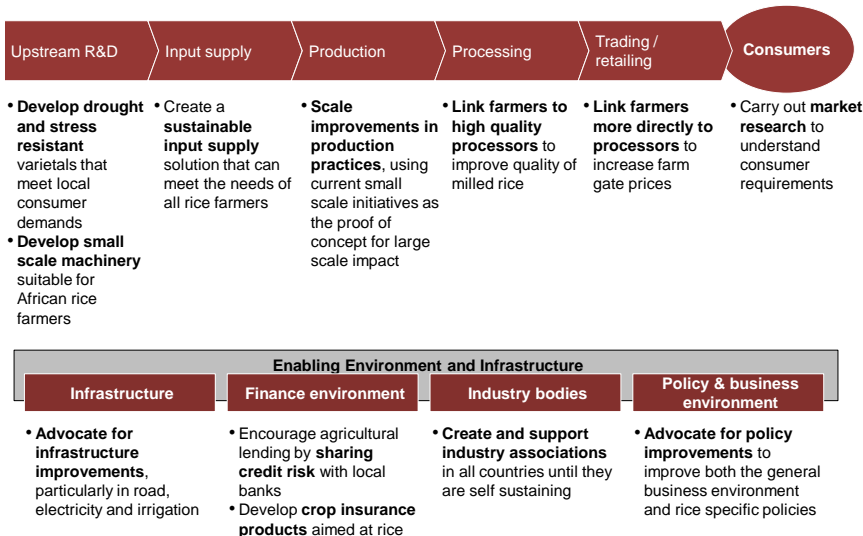 Upstream R&D
Input supply
Production
Processing
Trading /
retailing
Consumers
• Develop drought
and stress
resistant
varietals that
meet local
consumer
demands
• Develop small
scale machinery
suitable for
African rice
farmers
• Create a
sustainable
input supply
solution that can
meet the needs of
all rice farmers
• Scale
improvements in
production
practices, using
current small
scale initiatives as
the proof of
concept for large
scale impact
• Link farmers to
high quality
processors to
improve quality of
milled rice
• Link farmers
more directly to
processors to
increase farm
gate prices
• Carry out market
research to
understand
consumer
requirements
Enabling Environment and Infrastructure
Infrastructure
Finance environment
Industry bodies
Policy & business
environment
• Advocate for
infrastructure
improvements,
particularly in road,
electricity and irrigation
• Encourage agricultural
lending by sharing
credit risk with local
banks
• Develop crop insurance
products aimed at rice
• Create and support
industry associations
in all countries until they
are self sustaining
• Advocate for policy
improvements to
improve both the general
business environment
and rice specific policies